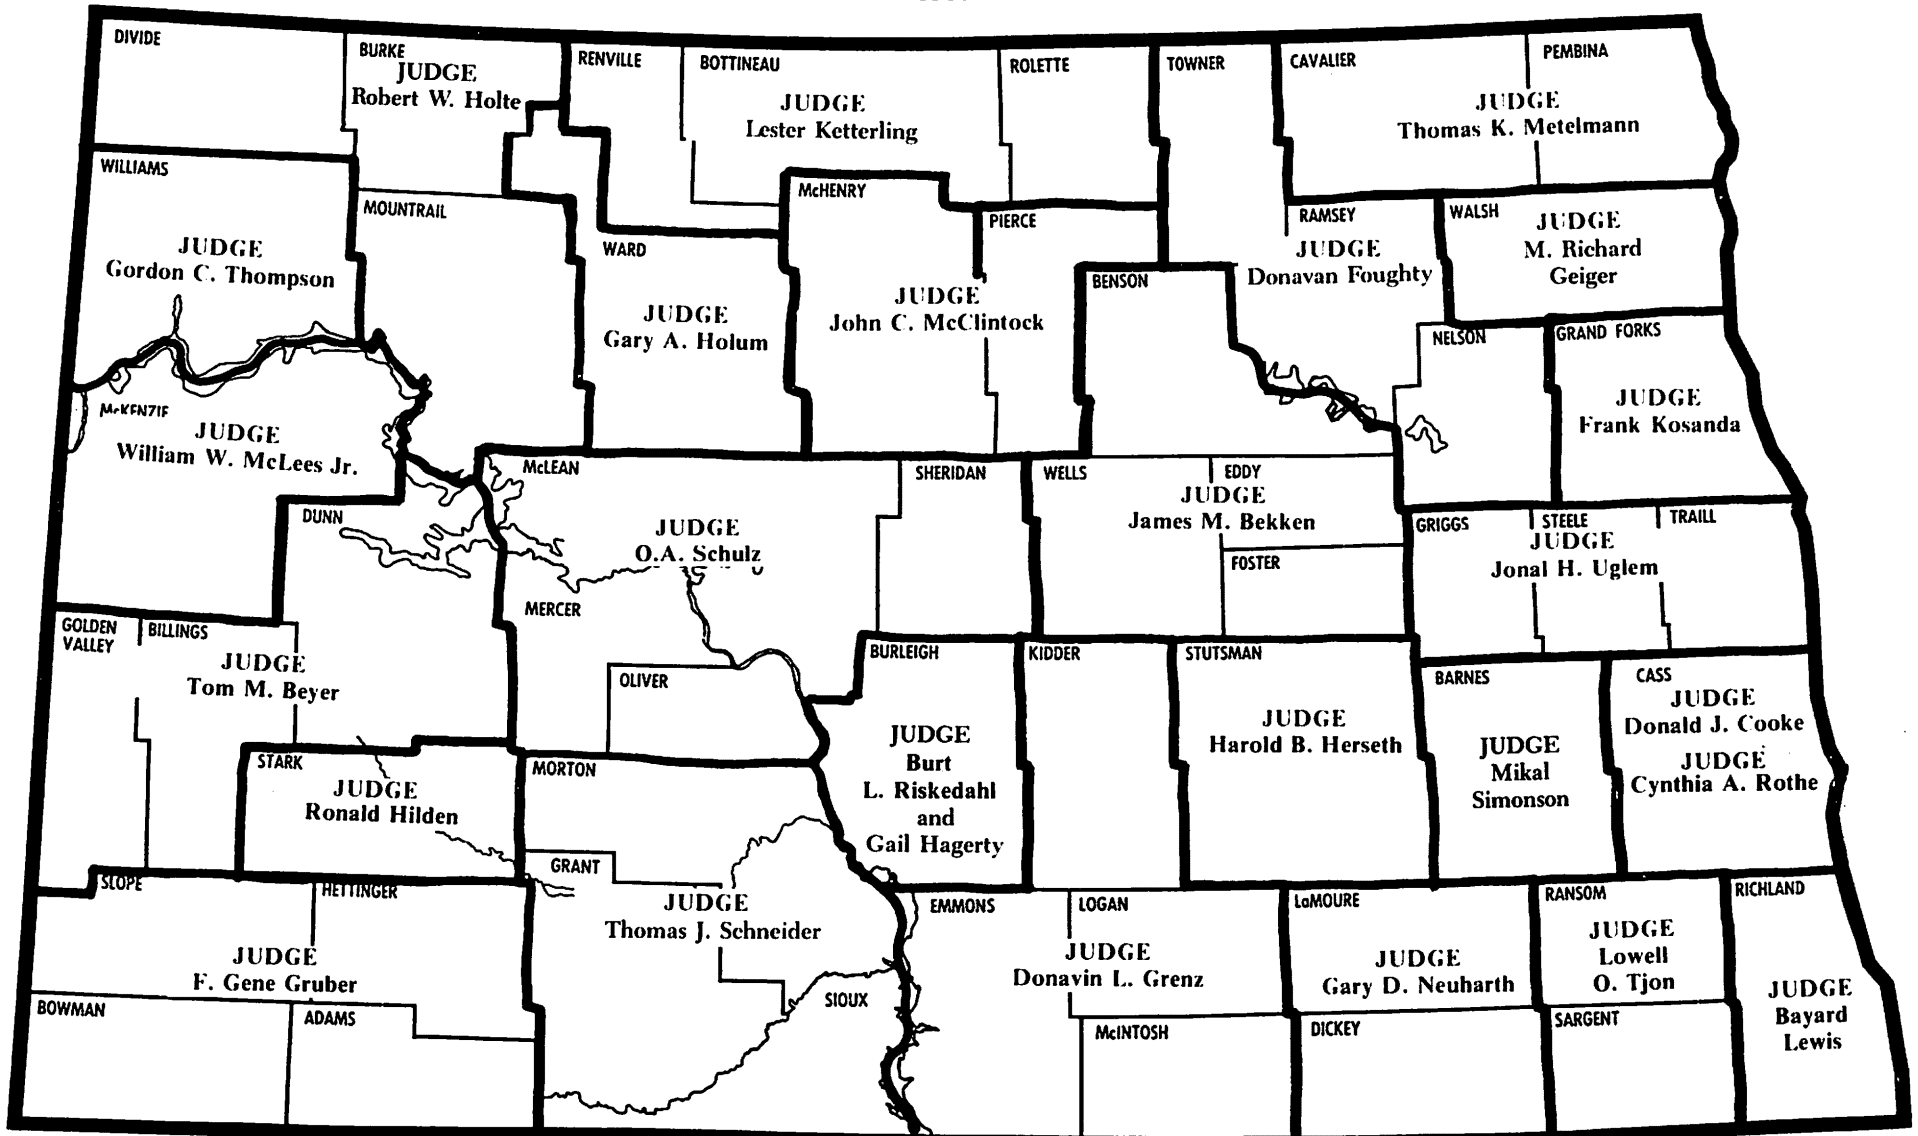 DIVIDE
BURKE
JUDGE
Robert W. Holte
RENVILLE
BOTTINEAU
JUDGE
Lester Ketterling
ROLETTE
TOWNER
CAVALIER
PEMBINA
JUDGE
Thomas K. Metelmann
WILLIAMS
JUDGE
Gordon C. Thompson
MOUNTRAIL
WARD
JUDGE
Gary A. Holum
McHENRY
PIERCE
JUDGE
John C. McClintock
BENSON
RAMSEY
JUDGE
Donavan Foughty
WALSH
JUDGE
M. Richard
Geiger
NELSON
GRAND FORKS
JUDGE
Frank Kosanda
McKENZIE
JUDGE
William W. McLees Jr.
DUNN
McLEAN
JUDGE
O.A. Schulz
SHERIDAN
WELLS
EDDY
JUDGE
James M. Bekken
FOSTER
GRIGGS
STEELE
TRAILL
JUDGE
Jonal H. Uglem
MERCER
OLIVER
GOLDEN
VALLEY
BILLINGS
JUDGE
Tom M. Beyer
STARK
JUDGE
Ronald Hilden
MORTON
BURLEIGH
JUDGE
Burt
L. Riskedahl
and
Gail Hagerty
KIDDER
STUTSMAN
JUDGE
Harold B. Herseth
BARNES
JUDGE
Mikal
Simonson
CASS
JUDGE
Donald J. Cooke
JUDGE
Cynthia A. Rothe
SLOPE
HETTINGER
JUDGE
F. Gene Gruber
BOWMAN
ADAMS
GRANT
JUDGE
Thomas J. Schneider
SIOUX
EMMONS
LOGAN
JUDGE
Donavin L. Grenz
McINTOSH
LaMOURE
JUDGE
Gary D. Neuharth
DICKEY
RANSOM
JUDGE
Lowell
O. Tjon
SARGENT
RICHLAND
JUDGE
Bayard
Lewis